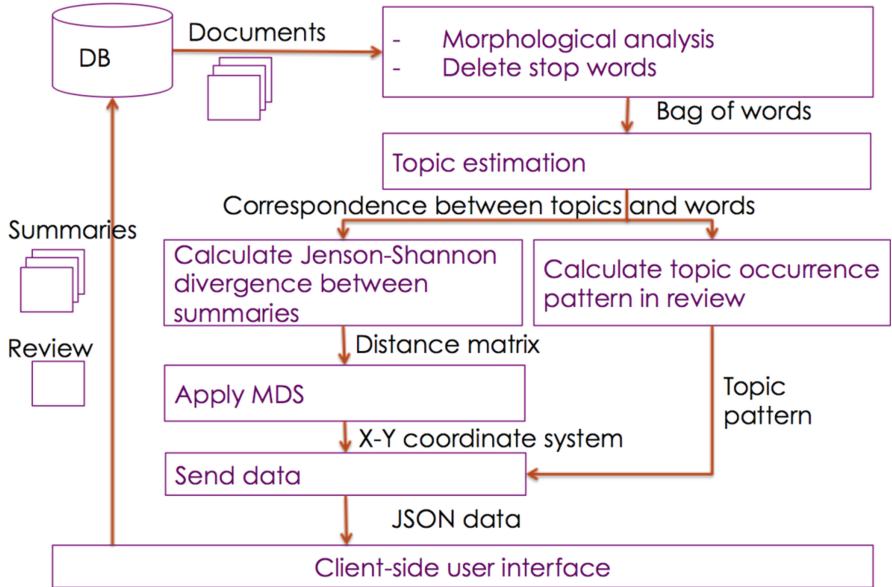 DB
Documents
- Morphological analysis
- Delete stop words
Bag of words
Topic estimation
Correspondence between topics and words
Summaries
Calculate Jenson-Shannon
divergence between
summaries
Calculate topic occurrence
pattern in review
Review
Distance matrix
Apply MDS
Topic
pattern
X-Y coordinate system
Send data
JSON data
Client-side user interface